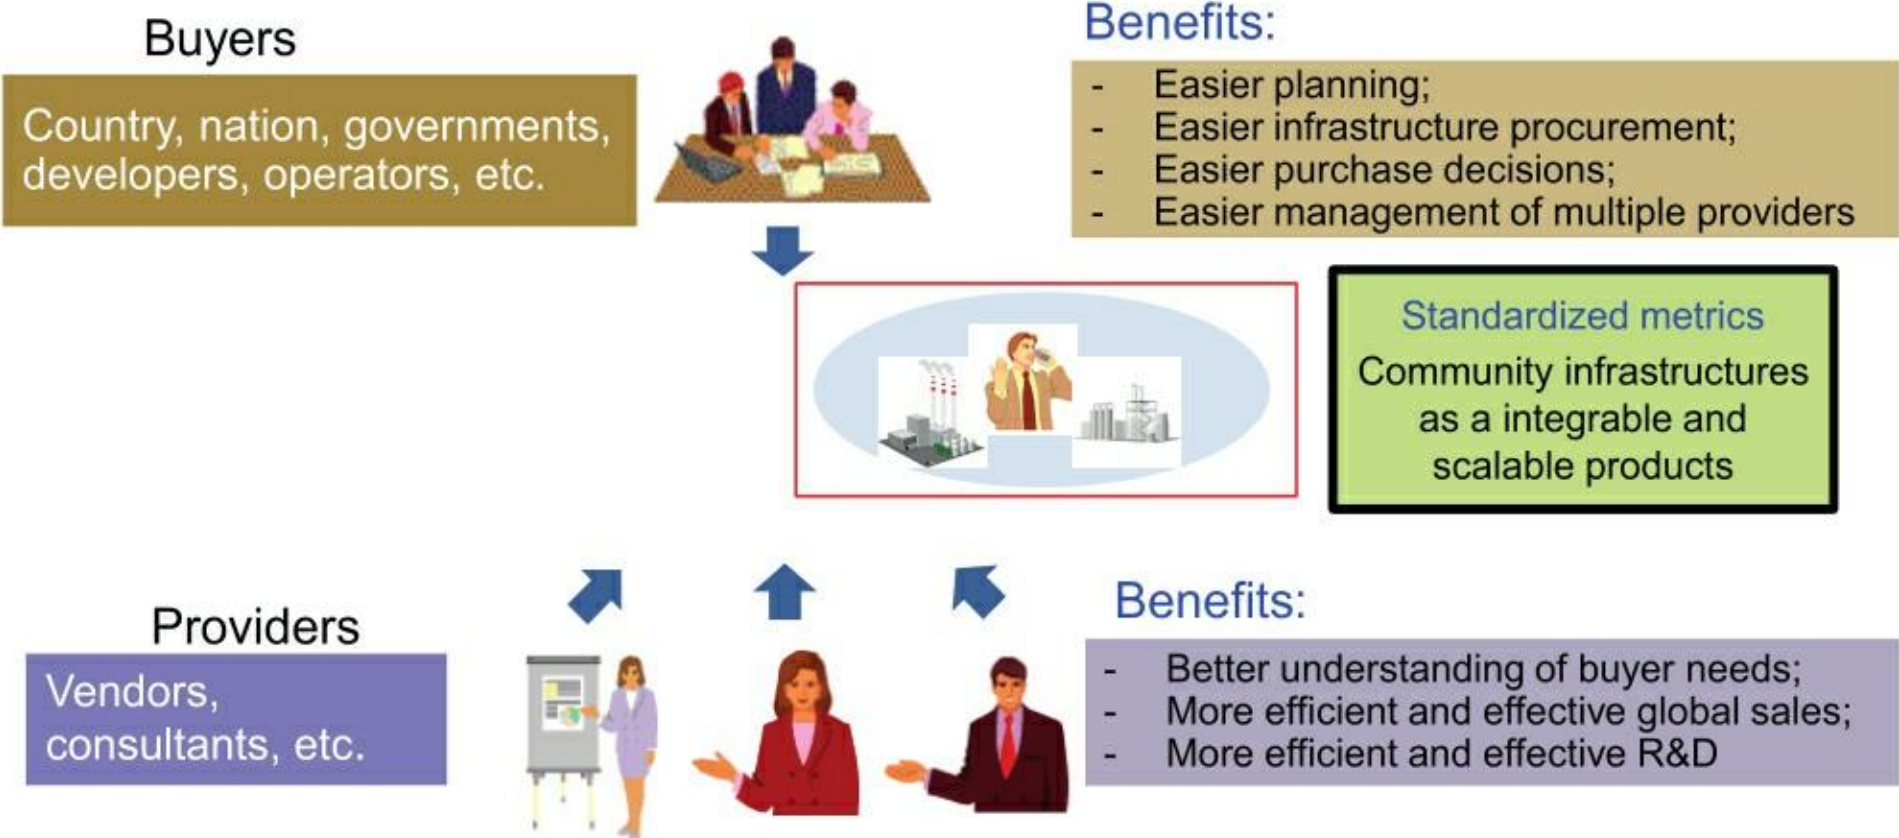 Buyers
Country, nation, governments,
developers, operators, etc.
Benefits:
- Easier planning;
- Easier infrastructure procurement;
- Easier purchase decisions;
- Easier management of multiple providers
Standardized metrics
Community infrastructures
as a integrable and
scalable products
Providers
Vendors,
consultants, etc.
Benefits:
- Better understanding of buyer needs;
- More efficient and effective global sales;
- More efficient and effective R&D